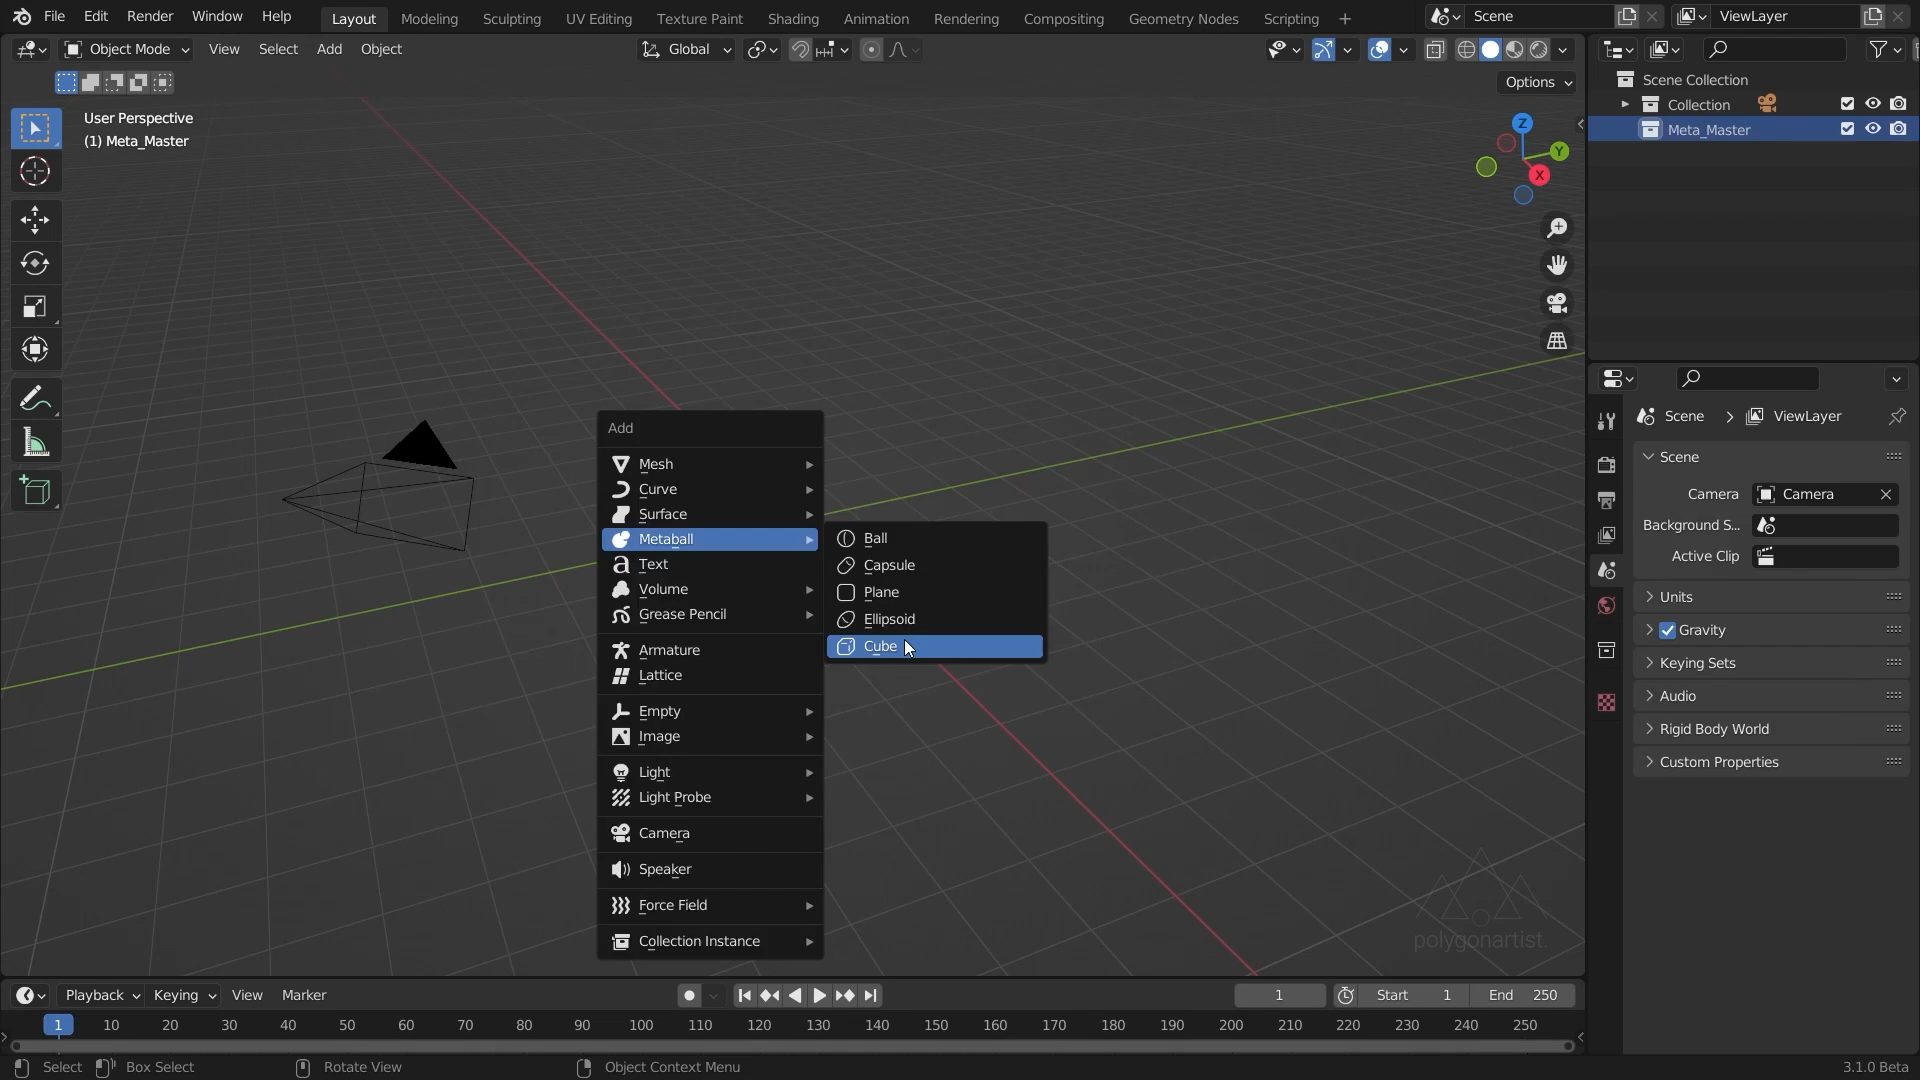 File Edit Render Window Help Layout Modeling Sculpting UV Editing Texture Paint Shading Animation Rendering Compositing Geometry Nodes Scripting + Scene ViewLayer
Object Mode View Select Add Object Global
Options
User Perspective
(1) Meta_Master
Z
Y
X
Scene Collection
Collection
Meta_Master
Add
Mesh
Curve
Surface
Metaball
Text
Volume
Grease Pencil
Armature
Lattice
Empty
Image
Light
Light Probe
Camera
Speaker
Force Field
Collection Instance
Ball
Capsule
Plane
Ellipsoid
Cube
Scene > ViewLayer
Scene
Camera Camera
Background S...
Active Clip
Units
Gravity
Keying Sets
Audio
Rigid Body World
Custom Properties
polygonartist.
Playback Keying View Marker 1 Start 1 End 250
1 10 20 30 40 50 60 70 80 90 100 110 120 130 140 150 160 170 180 190 200 210 220 230 240 250
Select Box Select Rotate View Object Context Menu 3.1.0 Beta